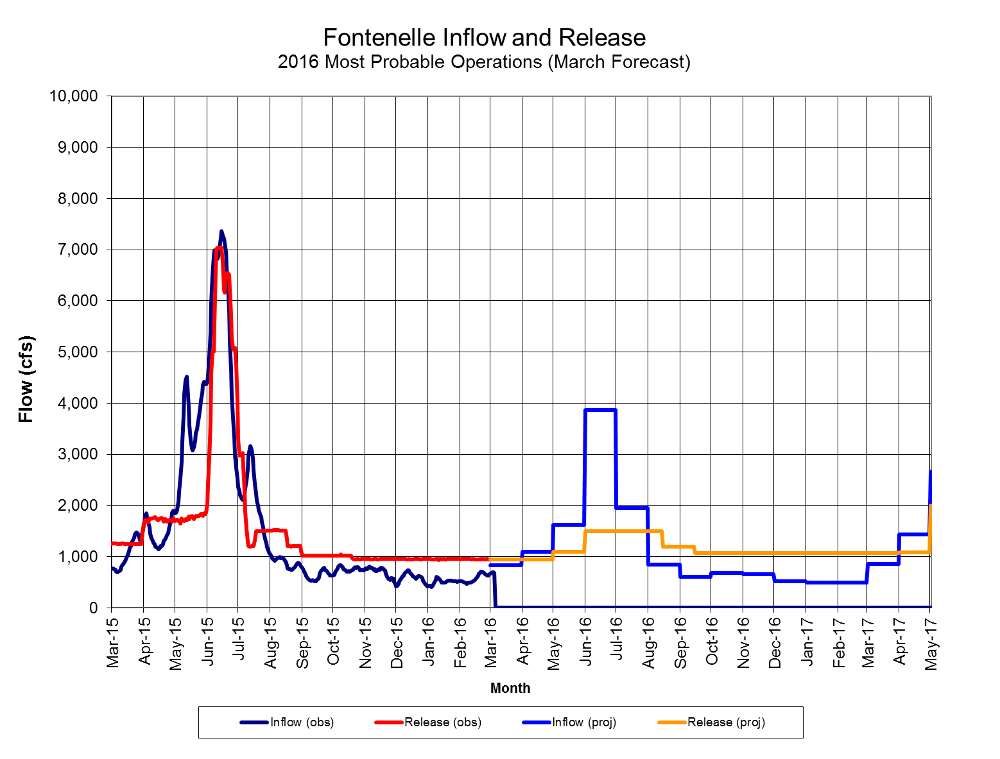 Fontenelle Inflow and Release
2016 Most Probable Operations (March Forecast)
10,000
9,000
8,000
7,000
6,000
5,000
4,000
3,000
2,000
1,000
0
Flow (cfs)
Mar-15
Apr-15
May-15
Jun-15
Jul-15
Aug-15
Sep-15
Oct-15
Nov-15
Dec-15
Jan-16
Feb-16
Mar-16
Apr-16
May-16
Jun-16
Jul-16
Aug-16
Sep-16
Oct-16
Nov-16
Dec-16
Jan-17
Feb-17
Mar-17
Apr-17
May-17
Month
Inflow (obs) Release (obs) Inflow (proj) Release (proj)